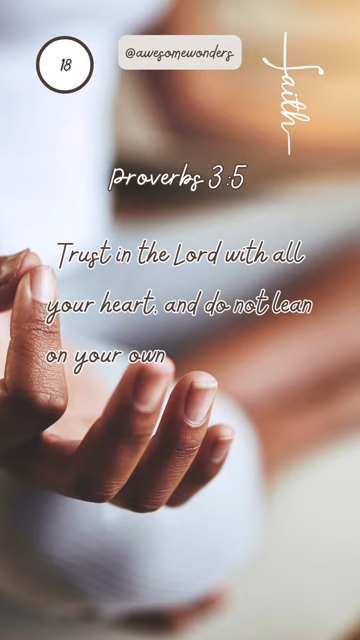 18
@awesomewonders
faith
Proverbs 3:5
Trust in the Lord with all
your heart, and do not lean
on your own